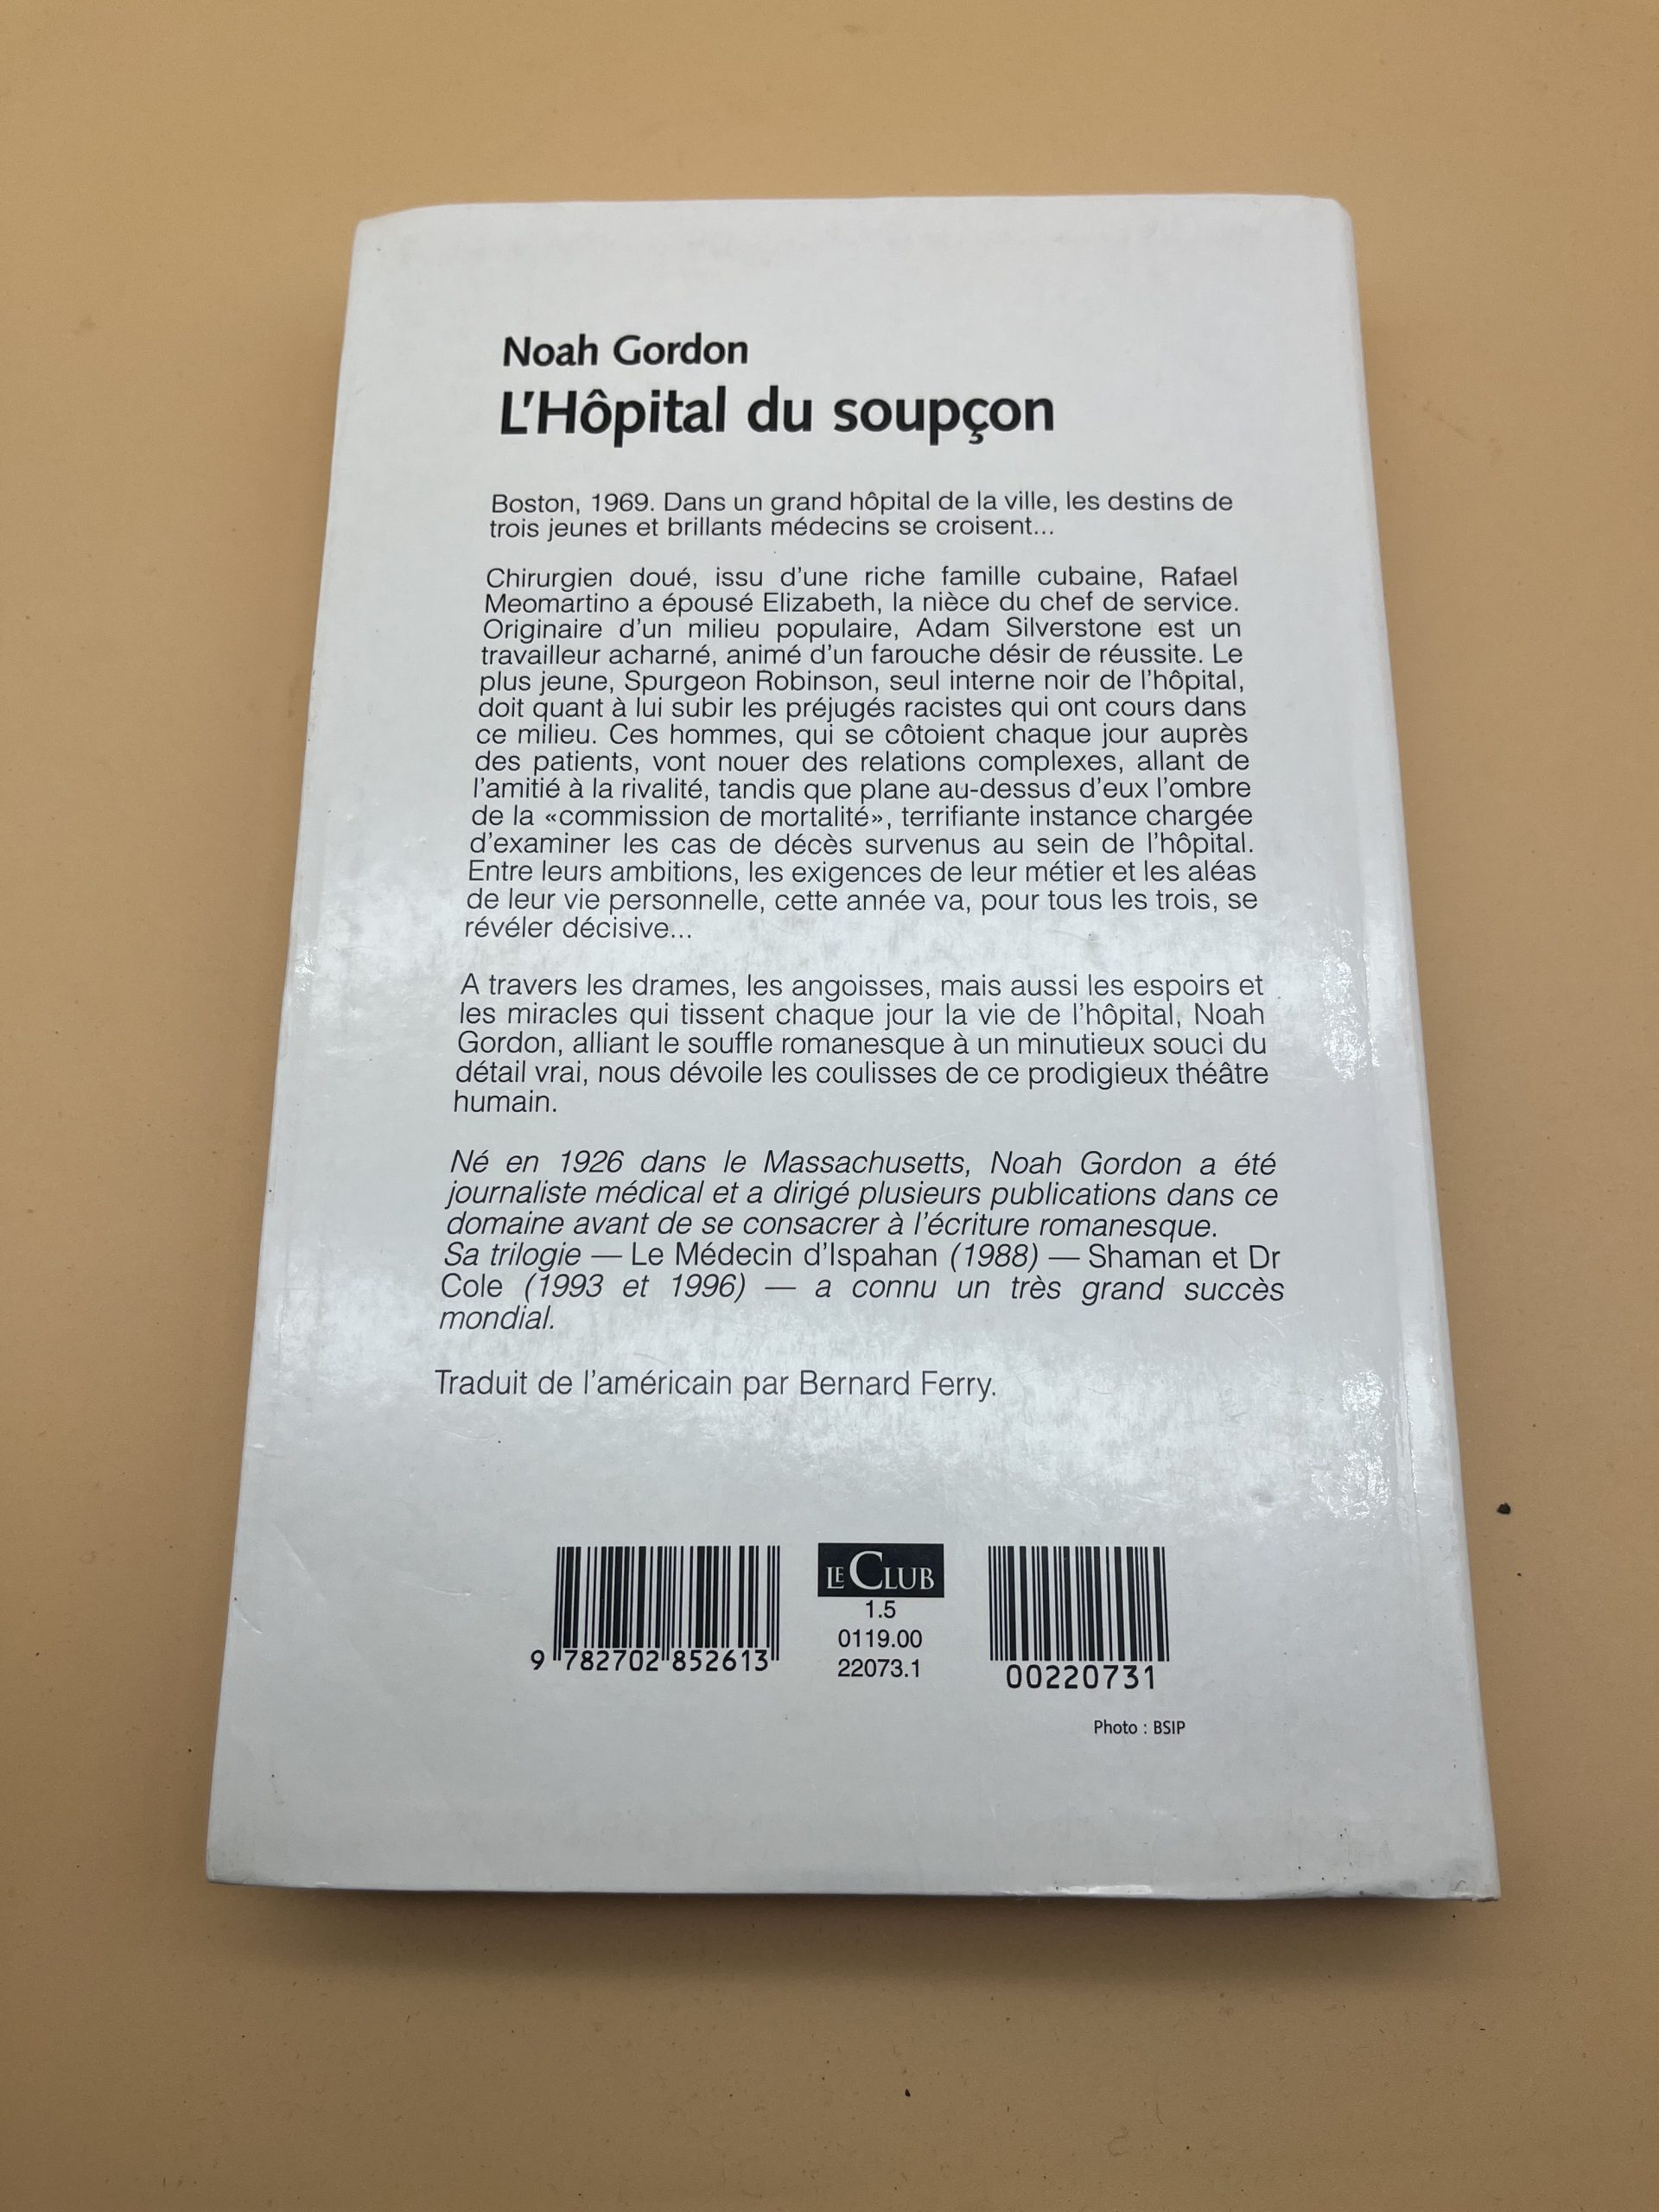 Noah Gordon
L'Hôpital du soupçon
Boston, 1969. Dans un grand hôpital de la ville, les destins de
trois jeunes et brillants médecins se croisent...
Chirurgien doué, issu d'une riche famille cubaine, Rafael
Meomartino a épousé Elizabeth, la nièce du chef de service.
Originaire d'un milieu populaire, Adam Silverstone est un
travailleur acharné, animé d'un farouche désir de réussite. Le
plus jeune, Spurgeon Robinson, seul interne noir de l'hôpital,
doit quant à lui subir les préjugés racistes qui ont cours dans
ce milieu. Ces hommes, qui se côtoient chaque jour auprès
des patients, vont nouer des relations complexes, allant de
l'amitié à la rivalité, tandis que plane au-dessus d'eux l'ombre
de la «commission de mortalité», terrifiante instance chargée
d'examiner les cas de décès survenus au sein de l'hôpital.
Entre leurs ambitions, les exigences de leur métier et les aléas
de leur vie personnelle, cette année va, pour tous les trois, se
révéler décisive...
A travers les drames, les angoisses, mais aussi les espoirs et
les miracles qui tissent chaque jour la vie de l'hôpital, Noah
Gordon, alliant le souffle romanesque à un minutieux souci du
détail vrai, nous dévoile les coulisses de ce prodigieux théâtre
humain.
Né en 1926 dans le Massachusetts, Noah Gordon a été
journaliste médical et a dirigé plusieurs publications dans ce
domaine avant de se consacrer à l'écriture romanesque.
Sa trilogie — Le Médecin d'Ispahan (1988) — Shaman et Dr
Cole (1993 et 1996) — a connu un très grand succès
mondial.
Traduit de l'américain par Bernard Ferry.
LE CLUB
1.5
0119.00
22073.1
9 782702 852613
00220731
Photo : BSIP